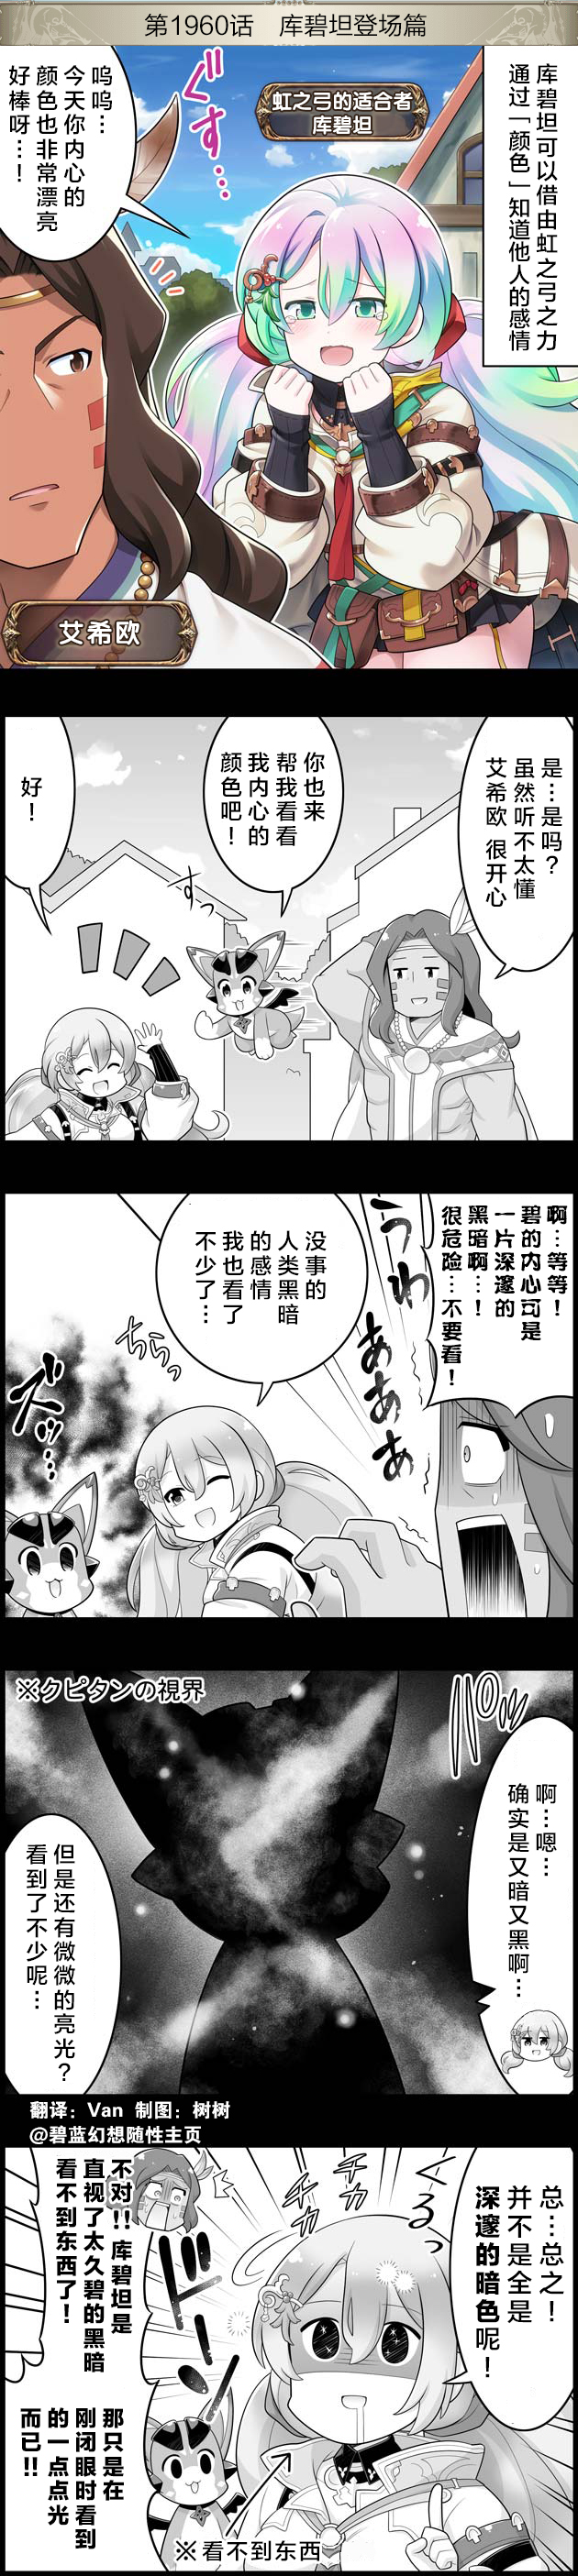 第1960话　库碧坦登场篇
库碧坦可以借由虹之弓之力
通过「颜色」知道他人的感情
虹之弓的适合者
库碧坦
ぐす…
呜呜…
今天你内心的
颜色也非常漂亮
好棒呀…！
艾希欧
是…是吗？
虽然听不太懂
艾希欧 很开心
你也来
帮我看看
我内心的
颜色吧！
すっ
好！
啊…等等！
碧的内心可是
一片深邃的
黑暗啊…！
很危险…不要看！
うわ
あああ
没事的
人类黑暗
的感情
我也看了
不少了…
ちらっ
ズズ…
※クピタンの視界
啊…嗯…
确实是又暗又黑啊…
但是还有微微的亮光？
看到了不少呢…
翻译：Van 制图：树树
@碧蓝幻想随性主页
总…总之！
并不是全是
深邃的暗色呢！
くるっ
キラ
キラ
不对!! 库碧坦是
直视了太久碧的黑暗
看不到东西了！
ドドン
那只是在
刚闭眼时看到
的一点点光
而已!!
※看不到东西